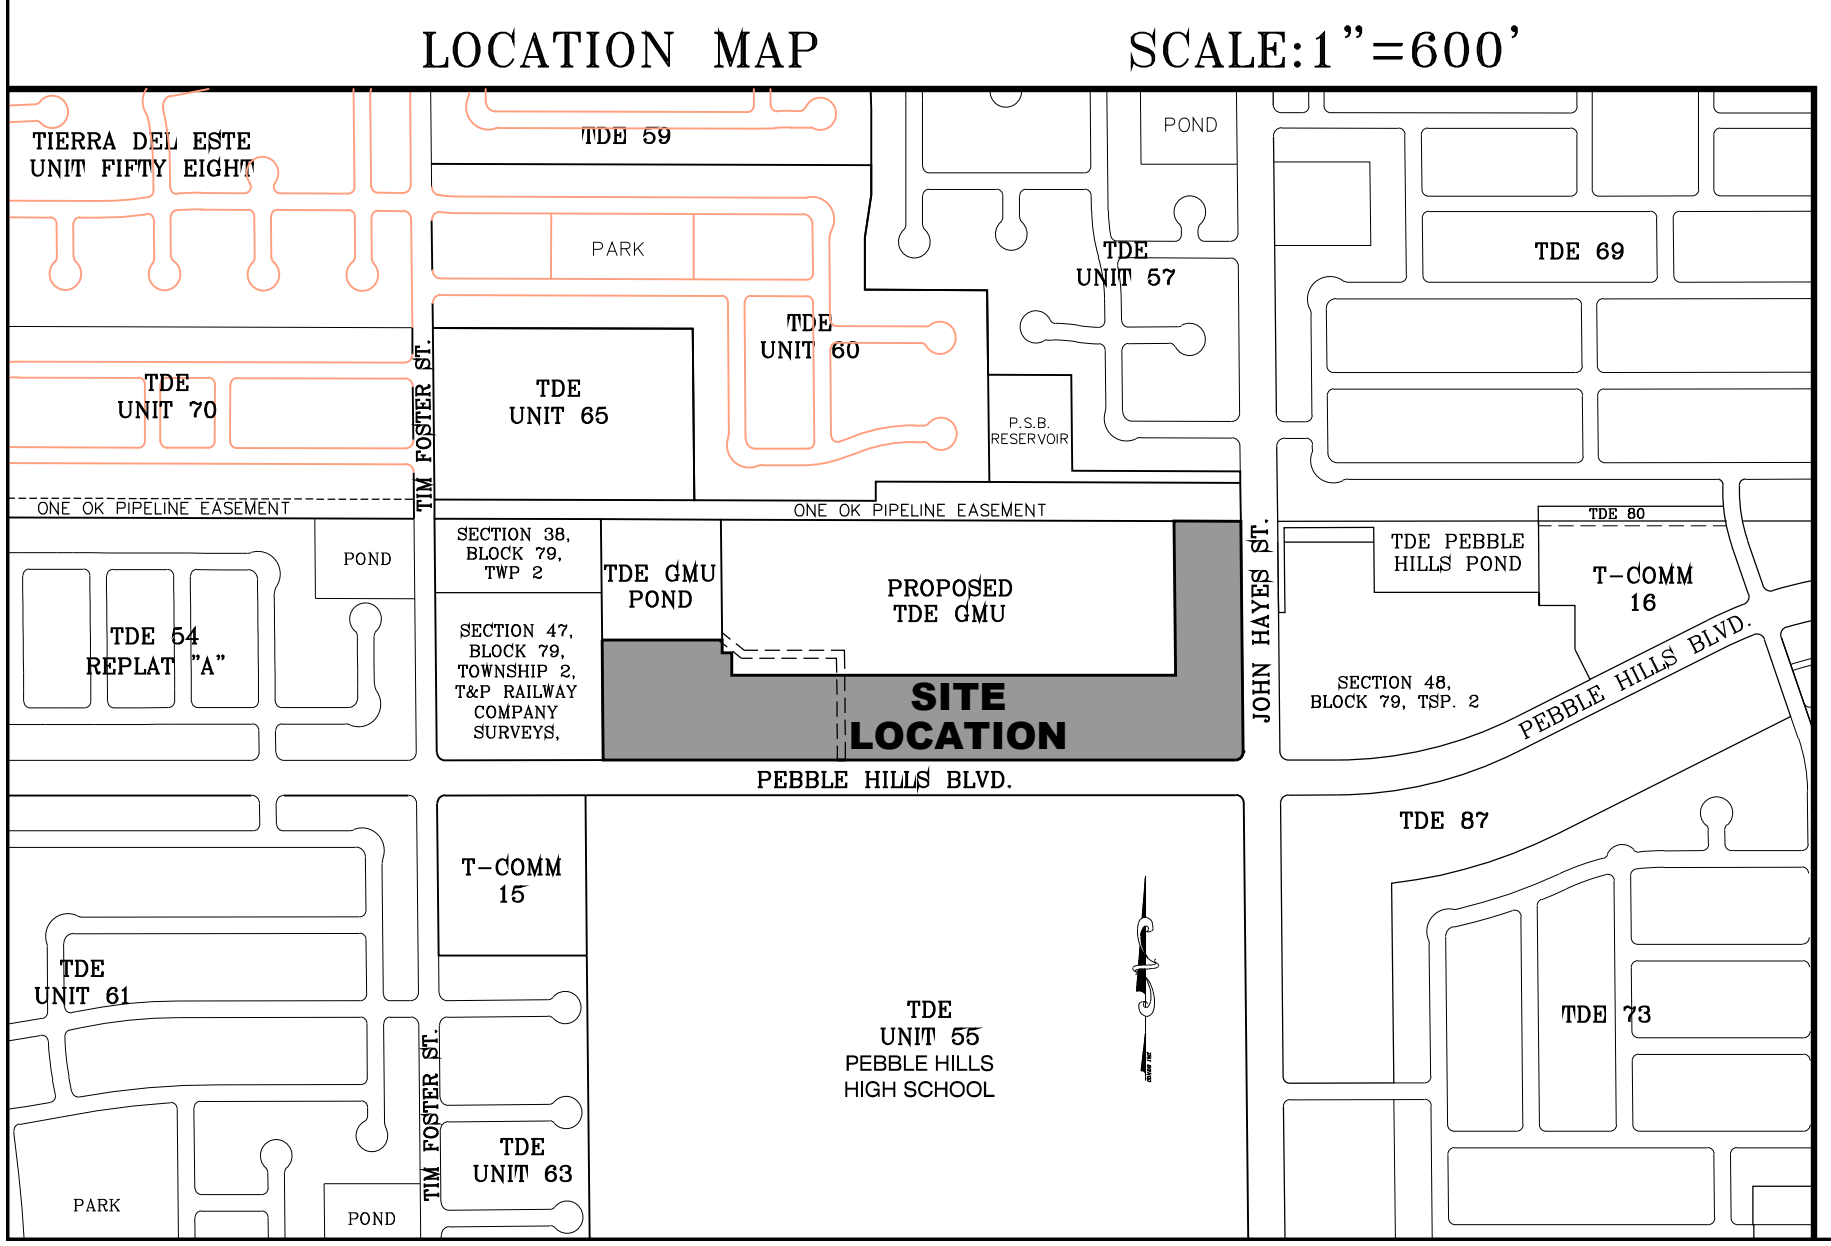 LOCATION MAP
SCALE:1"=600'
TIERRA DEL ESTE
UNIT FIFTY EIGHT
TDE 59
POND
PARK
TDE
UNIT 57
TDE 69
TDE
UNIT 60
TDE
UNIT 70
TIM FOSTER ST.
TDE
UNIT 65
P.S.B.
RESERVOIR
ONE OK PIPELINE EASEMENT
ONE OK PIPELINE EASEMENT
TDE 80
POND
SECTION 38,
BLOCK 79,
TWP 2
TDE GMU
POND
PROPOSED
TDE GMU
JOHN HAYES ST.
TDE PEBBLE
HILLS POND
T-COMM
16
TDE 54
REPLAT "A"
SECTION 47,
BLOCK 79,
TOWNSHIP 2,
T&P RAILWAY
COMPANY
SURVEYS,
SITE
LOCATION
SECTION 48,
BLOCK 79, TSP. 2
PEBBLE HILLS BLVD.
PEBBLE HILLS BLVD.
TDE 87
T-COMM
15
TDE
UNIT 61
TDE
UNIT 55
PEBBLE HILLS
HIGH SCHOOL
TDE 73
TIM FOSTER ST.
TDE
UNIT 63
PARK
POND